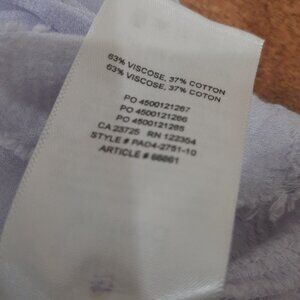 63% VISCOSE, 37% COTTON
63% VISCOSE, 37% COTON
PO 4500121267
PO 4500121266
PO 4500121265
CA 23725 RN 122354
STYLE # PA04-2751-10
ARTICLE # 66661